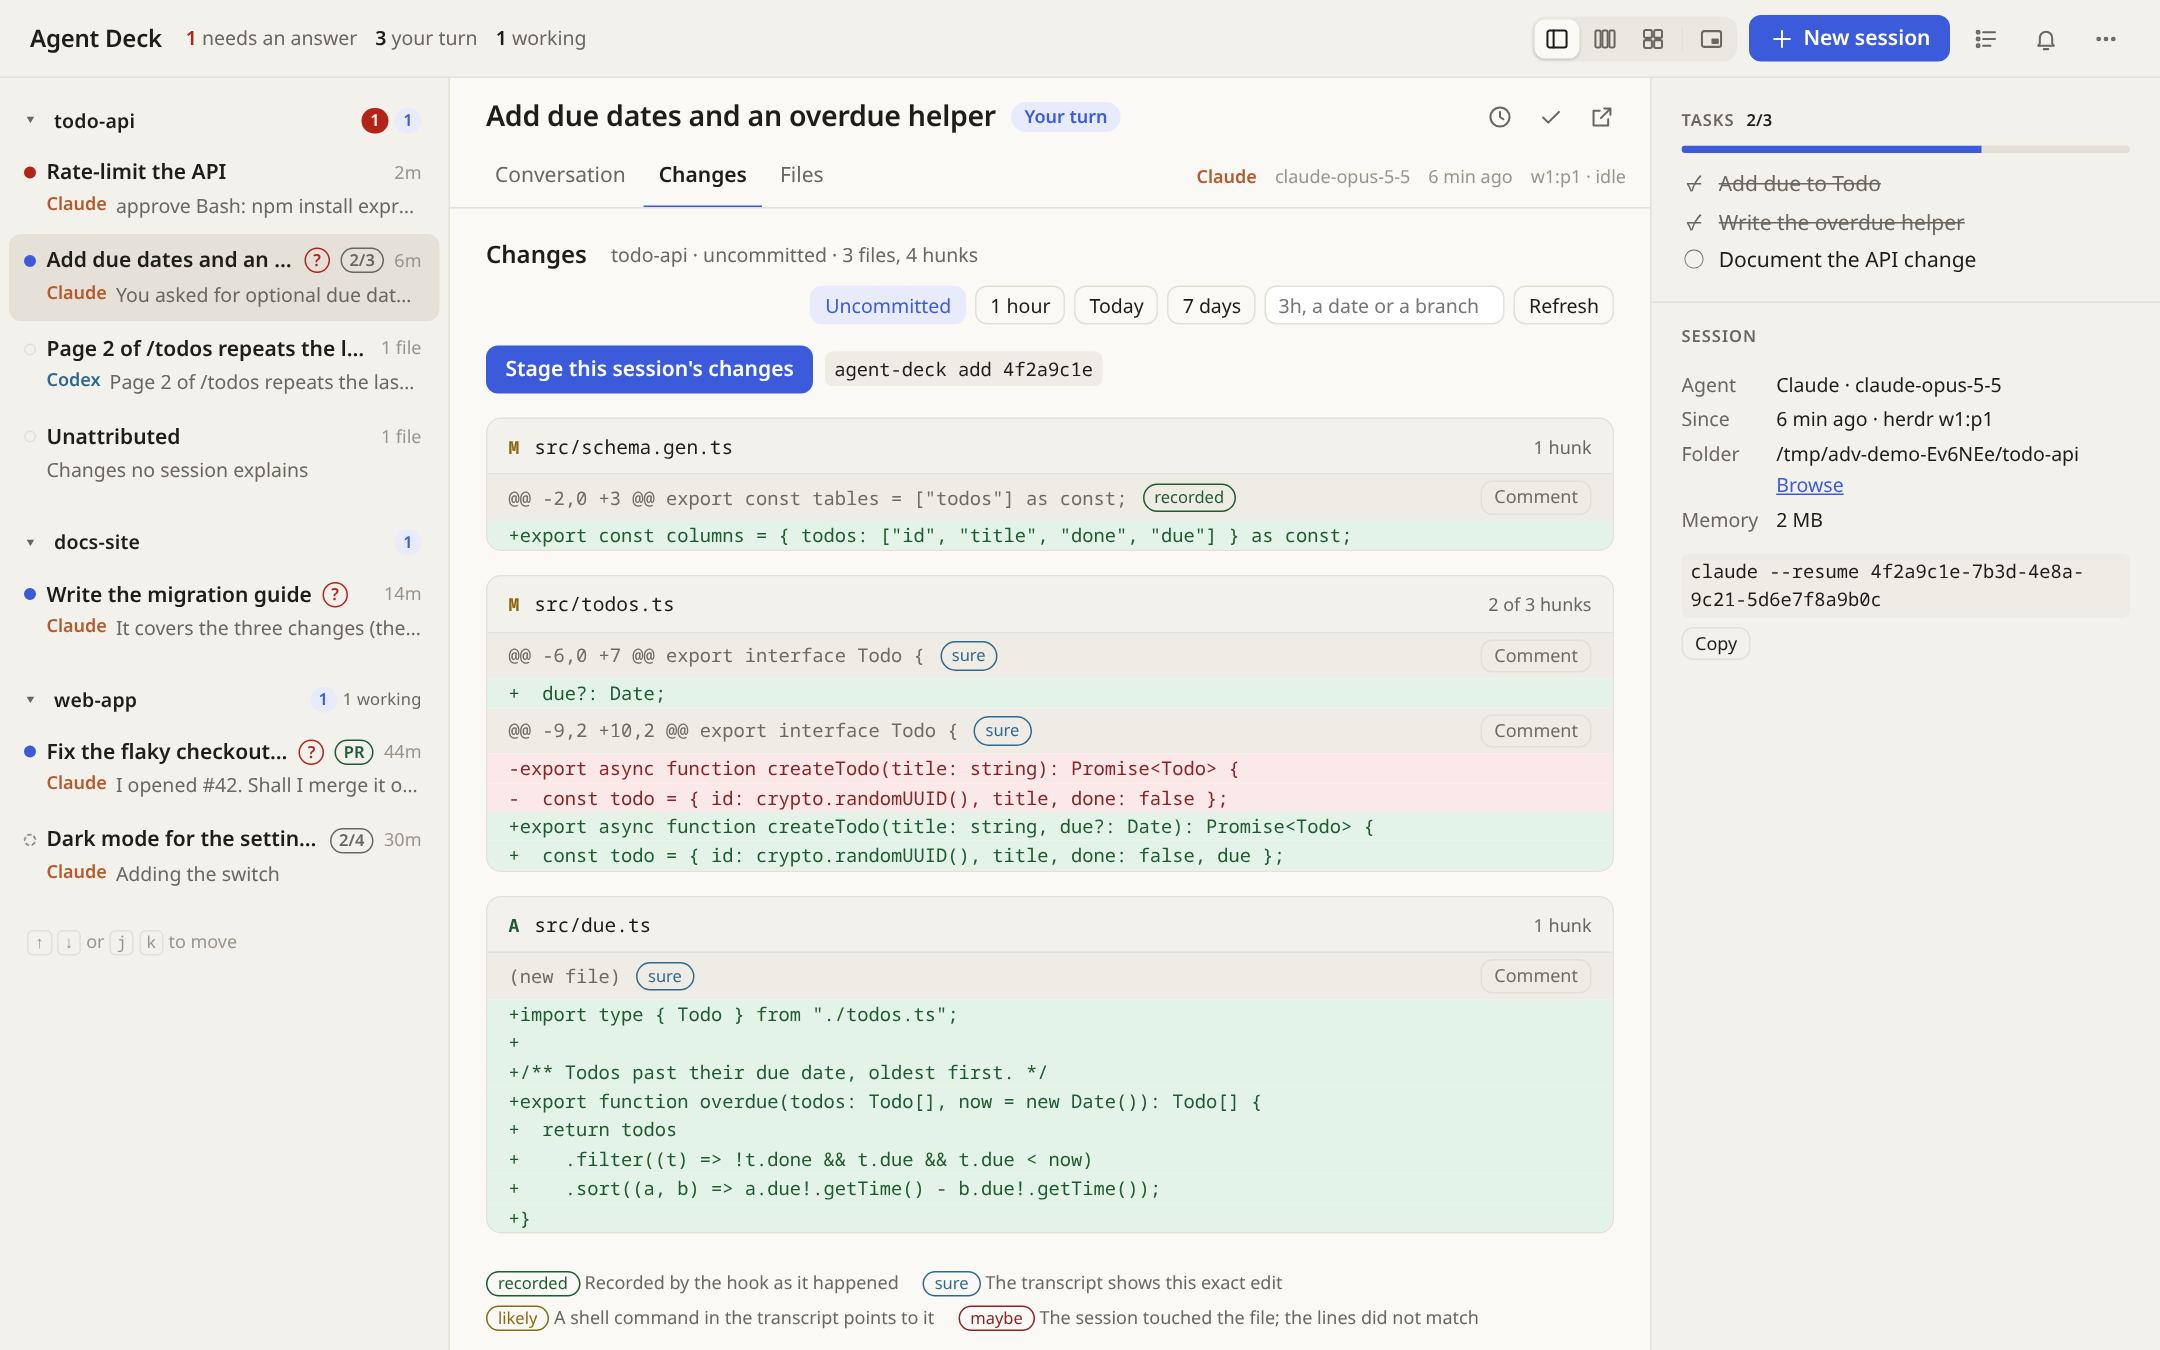 Agent Deck 1 needs an answer 3 your turn 1 working
New session
todo-api 1 1
Rate-limit the API 2m
Claude approve Bash: npm install expr...
Add due dates and an ... ? 2/3 6m
Claude You asked for optional due dat...
Page 2 of /todos repeats the l... 1 file
Codex Page 2 of /todos repeats the las...
Unattributed 1 file
Changes no session explains
docs-site 1
Write the migration guide ? 14m
Claude It covers the three changes (the...
web-app 1 1 working
Fix the flaky checkout... ? PR 44m
Claude I opened #42. Shall I merge it o...
Dark mode for the settin... 2/4 30m
Claude Adding the switch
↑ ↓ or j k to move
Add due dates and an overdue helper Your turn
Conversation Changes Files
Claude claude-opus-5-5 6 min ago w1:p1 · idle
Changes todo-api · uncommitted · 3 files, 4 hunks
Uncommitted 1 hour Today 7 days 3h, a date or a branch Refresh
Stage this session's changes agent-deck add 4f2a9c1e
M src/schema.gen.ts 1 hunk
@@ -2,0 +3 @@ export const tables = ["todos"] as const; recorded Comment
+export const columns = { todos: ["id", "title", "done", "due"] } as const;
M src/todos.ts 2 of 3 hunks
@@ -6,0 +7 @@ export interface Todo { sure Comment
+  due?: Date;
@@ -9,2 +10,2 @@ export interface Todo { sure Comment
-export async function createTodo(title: string): Promise<Todo> {
-  const todo = { id: crypto.randomUUID(), title, done: false };
+export async function createTodo(title: string, due?: Date): Promise<Todo> {
+  const todo = { id: crypto.randomUUID(), title, done: false, due };
A src/due.ts 1 hunk
(new file) sure Comment
+import type { Todo } from "./todos.ts";
+
+/** Todos past their due date, oldest first. */
+export function overdue(todos: Todo[], now = new Date()): Todo[] {
+  return todos
+    .filter((t) => !t.done && t.due && t.due < now)
+    .sort((a, b) => a.due!.getTime() - b.due!.getTime());
+}
recorded Recorded by the hook as it happened sure The transcript shows this exact edit
likely A shell command in the transcript points to it maybe The session touched the file; the lines did not match
TASKS 2/3
Add due to Todo
Write the overdue helper
Document the API change
SESSION
Agent Claude · claude-opus-5-5
Since 6 min ago · herdr w1:p1
Folder /tmp/adv-demo-Ev6NEe/todo-api
Browse
Memory 2 MB
claude --resume 4f2a9c1e-7b3d-4e8a-
9c21-5d6e7f8a9b0c
Copy